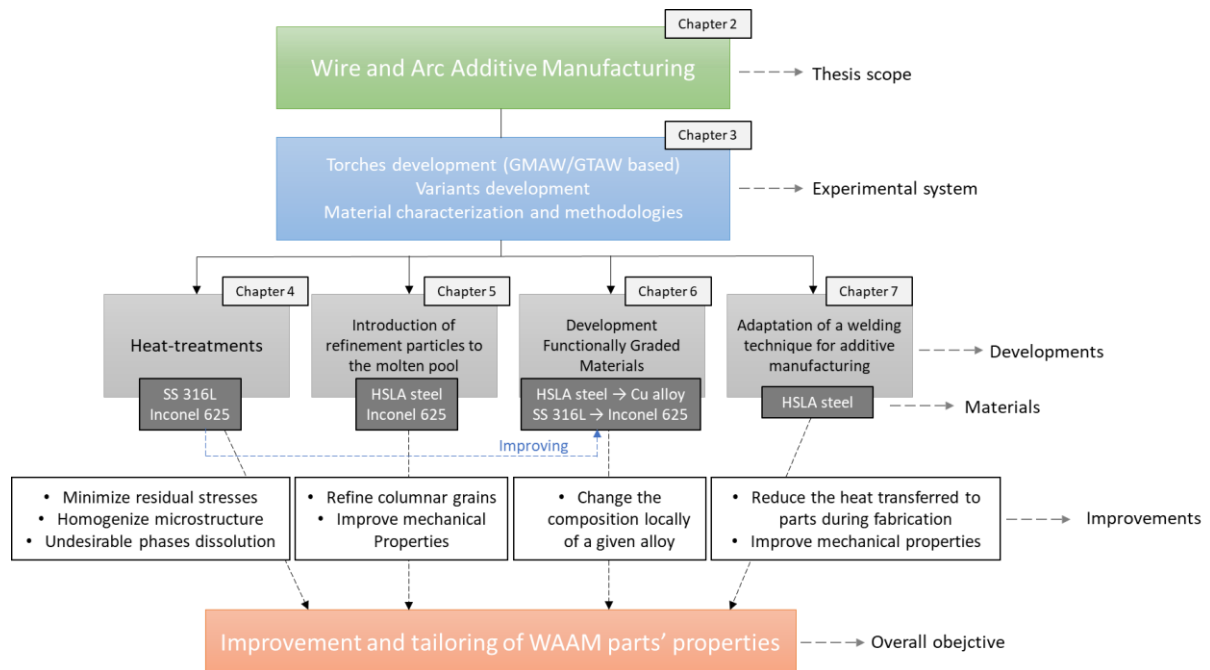 Chapter 2
Wire and Arc Additive Manufacturing
Thesis scope
Chapter 3
Torches development (GMAW/GTAW based)
Variants development
Material characterization and methodologies
Experimental system
Chapter 4
Heat-treatments
SS 316L
Inconel 625
Chapter 5
Introduction of
refinement particles to
the molten pool
HSLA steel
Inconel 625
Chapter 6
Development
Functionally Graded
Materials
HSLA steel → Cu alloy
SS 316L → Inconel 625
Chapter 7
Adaptation of a welding
technique for additive
manufacturing
HSLA steel
Developments
Materials
Improving
• Minimize residual stresses
• Homogenize microstructure
• Undesirable phases dissolution
• Refine columnar grains
• Improve mechanical
Properties
• Change the
composition locally
of a given alloy
• Reduce the heat transferred to
parts during fabrication
• Improve mechanical properties
Improvements
Improvement and tailoring of WAAM parts’ properties
Overall obejctive